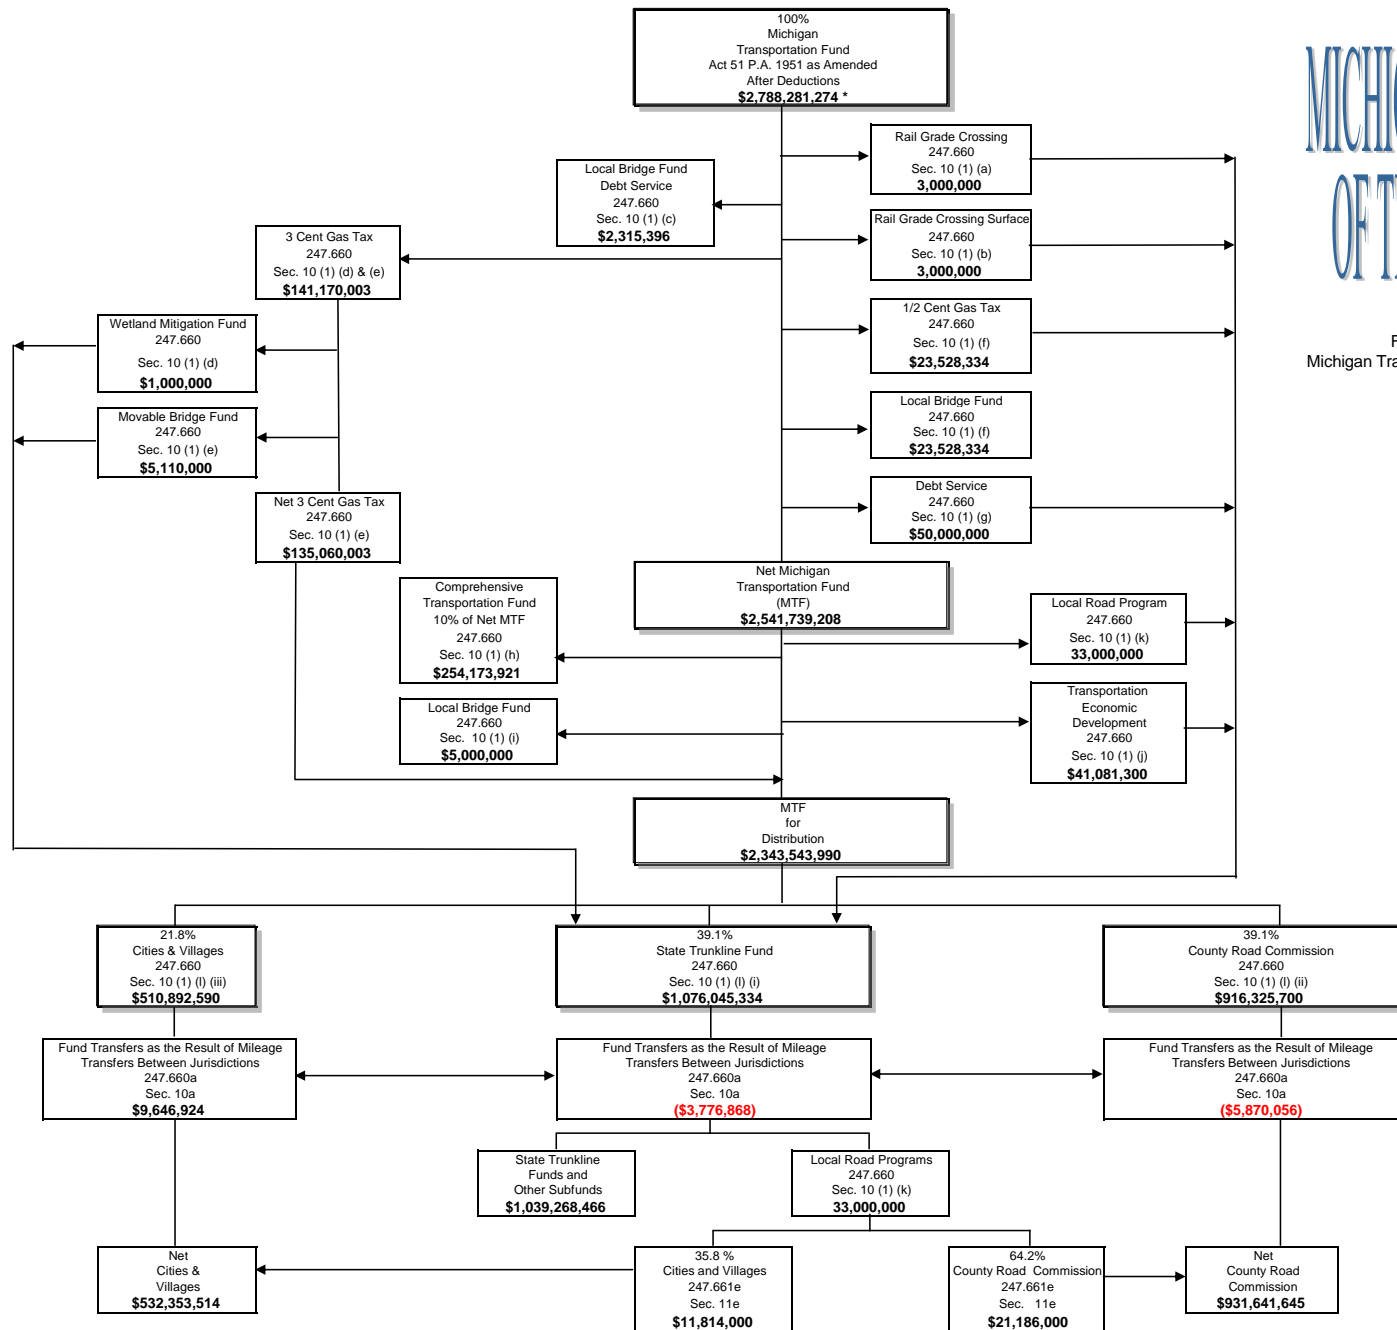 100%
Michigan
Transportation Fund
Act 51 P.A. 1951 as Amended
After Deductions
$2,788,281,274 *
Rail Grade Crossing
247.660
Sec. 10 (1) (a)
3,000,000
Local Bridge Fund
Debt Service
247.660
Sec. 10 (1) (c)
$2,315,396
Rail Grade Crossing Surface
247.660
Sec. 10 (1) (b)
3,000,000
3 Cent Gas Tax
247.660
Sec. 10 (1) (d) & (e)
$141,170,003
1/2 Cent Gas Tax
247.660
Sec. 10 (1) (f)
$23,528,334
Wetland Mitigation Fund
247.660
Sec. 10 (1) (d)
$1,000,000
Movable Bridge Fund
247.660
Sec. 10 (1) (e)
$5,110,000
Local Bridge Fund
247.660
Sec. 10 (1) (f)
$23,528,334
Debt Service
247.660
Sec. 10 (1) (g)
$50,000,000
Net 3 Cent Gas Tax
247.660
Sec. 10 (1) (e)
$135,060,003
Net Michigan
Transportation Fund
(MTF)
$2,541,739,208
Comprehensive
Transportation Fund
10% of Net MTF
247.660
Sec. 10 (1) (h)
$254,173,921
Local Road Program
247.660
Sec. 10 (1) (k)
33,000,000
Local Bridge Fund
247.660
Sec. 10 (1) (i)
$5,000,000
Transportation
Economic
Development
247.660
Sec. 10 (1) (j)
$41,081,300
MTF
for
Distribution
$2,343,543,990
21.8%
Cities & Villages
247.660
Sec. 10 (1) (l) (iii)
$510,892,590
39.1%
State Trunkline Fund
247.660
Sec. 10 (1) (l) (i)
$1,076,045,334
39.1%
County Road Commission
247.660
Sec. 10 (1) (l) (ii)
$916,325,700
Fund Transfers as the Result of Mileage
Transfers Between Jurisdictions
247.660a
Sec. 10a
$9,646,924
Fund Transfers as the Result of Mileage
Transfers Between Jurisdictions
247.660a
Sec. 10a
($3,776,868)
Fund Transfers as the Result of Mileage
Transfers Between Jurisdictions
247.660a
Sec. 10a
($5,870,056)
State Trunkline
Funds and
Other Subfunds
$1,039,268,466
Local Road Programs
247.660
Sec. 10 (1) (k)
33,000,000
Net
Cities &
Villages
$532,353,514
35.8 %
Cities and Villages
247.661e
Sec. 11e
$11,814,000
64.2%
County Road Commission
247.661e
Sec. 11e
$21,186,000
Net
County Road
Commission
$931,641,645
MICHIG
OF T
F
Michigan Tra